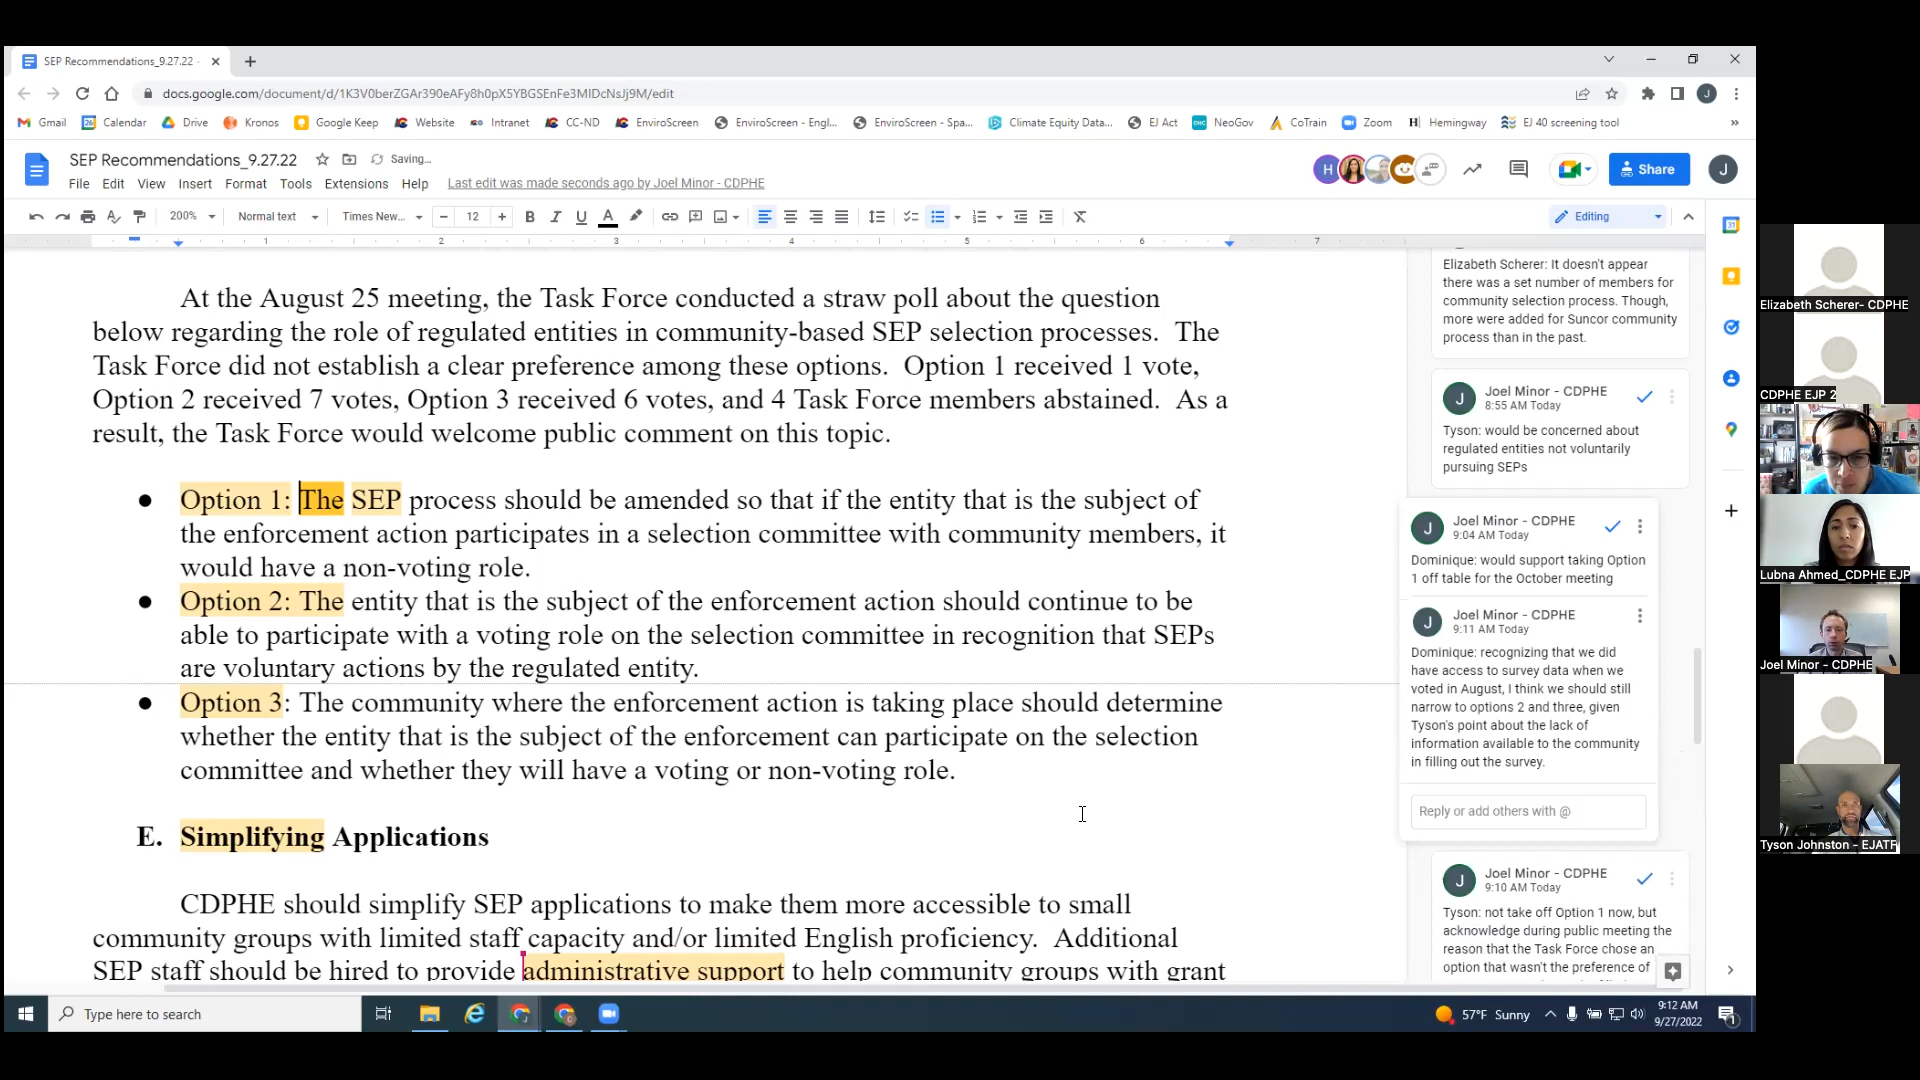 SEP Recommendations_9.27.22
docs.google.com/document/d/1K3V0berZGAr390eAFy8h0pX5YBGSEnFe3MIDcNsJj9M/edit
Gmail Calendar Drive Kronos Google Keep Website Intranet CC-ND EnviroScreen EnviroScreen - Engl... EnviroScreen - Spa... Climate Equity Data... EJ Act NeoGov CoTrain Zoom Hemingway EJ 40 screening tool
SEP Recommendations_9.27.22 Saving...
File Edit View Insert Format Tools Extensions Help Last edit was made seconds ago by Joel Minor - CDPHE
Share
200% Normal text Times New... 12 Editing
1 2 3 4 5 6 7
At the August 25 meeting, the Task Force conducted a straw poll about the question
below regarding the role of regulated entities in community-based SEP selection processes. The
Task Force did not establish a clear preference among these options. Option 1 received 1 vote,
Option 2 received 7 votes, Option 3 received 6 votes, and 4 Task Force members abstained. As a
result, the Task Force would welcome public comment on this topic.
● Option 1: The SEP process should be amended so that if the entity that is the subject of
the enforcement action participates in a selection committee with community members, it
would have a non-voting role.
● Option 2: The entity that is the subject of the enforcement action should continue to be
able to participate with a voting role on the selection committee in recognition that SEPs
are voluntary actions by the regulated entity.
● Option 3: The community where the enforcement action is taking place should determine
whether the entity that is the subject of the enforcement can participate on the selection
committee and whether they will have a voting or non-voting role.
E. Simplifying Applications
CDPHE should simplify SEP applications to make them more accessible to small
community groups with limited staff capacity and/or limited English proficiency. Additional
SEP staff should be hired to provide administrative support to help community groups with grant
Elizabeth Scherer: It doesn't appear
there was a set number of members for
community selection process. Though,
more were added for Suncor community
process than in the past.
Joel Minor - CDPHE
8:55 AM Today
Tyson: would be concerned about
regulated entities not voluntarily
pursuing SEPs
Joel Minor - CDPHE
9:04 AM Today
Dominique: would support taking Option
1 off table for the October meeting
Joel Minor - CDPHE
9:11 AM Today
Dominique: recognizing that we did
have access to survey data when we
voted in August, I think we should still
narrow to options 2 and three, given
Tyson's point about the lack of
information available to the community
in filling out the survey.
Reply or add others with @
Joel Minor - CDPHE
9:10 AM Today
Tyson: not take off Option 1 now, but
acknowledge during public meeting the
reason that the Task Force chose an
option that wasn't the preference of
Elizabeth Scherer- CDPHE
CDPHE EJP 2
Lubna Ahmed_CDPHE EJP
Joel Minor - CDPHE
Tyson Johnston - EJATF
Type here to search
57°F Sunny
9:12 AM
9/27/2022